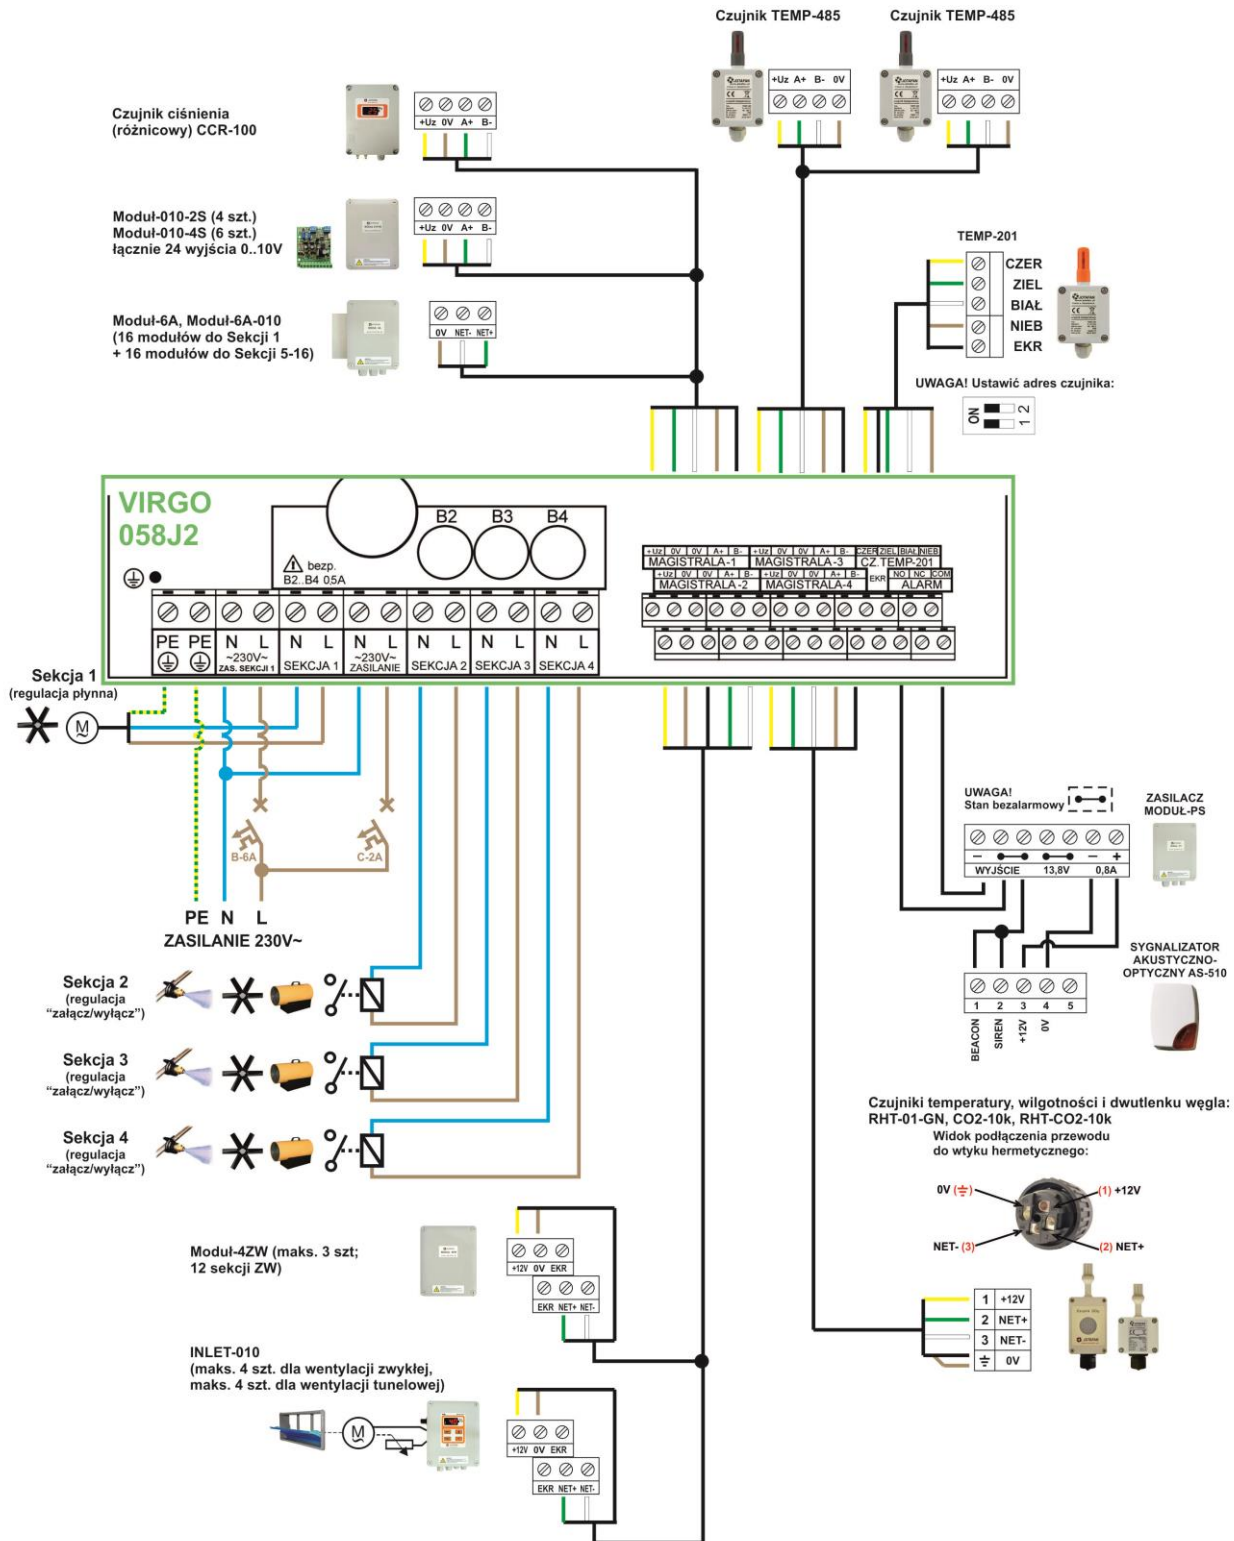 Czujnik TEMP-485
Czujnik TEMP-485
+Uz A+ B- 0V
+Uz A+ B- 0V
Czujnik ciśnienia
(różnicowy) CCR-100
+Uz 0V A+ B-
Moduł-010-2S (4 szt.)
Moduł-010-4S (6 szt.)
łącznie 24 wyjścia 0..10V
+Uz 0V A+ B-
Moduł-6A, Moduł-6A-010
(16 modułów do Sekcji 1
+ 16 modułów do Sekcji 5-16)
0V NET- NET+
TEMP-201
CZER
ZIEL
BIAŁ
NIEB
EKR
UWAGA! Ustawić adres czujnika:
ON
1 2
VIRGO
058J2
B2 B3 B4
bezp.
B2..B4 0,5A
+Uz 0V 0V A+ B- +Uz 0V 0V A+ B- CZER ZIEL BIAŁ NIEB
MAGISTRALA-1 MAGISTRALA-3 CZ.TEMP-201
+Uz 0V 0V A+ B- +Uz 0V 0V A+ B- EKR NO NC COM
MAGISTRALA-2 MAGISTRALA-4 ALARM
PE PE N L N L N L N L N L N L
~230V~
ZAS. SEKCJI 1
SEKCJA 1
~230V~
ZASILANIE
SEKCJA 2 SEKCJA 3 SEKCJA 4
Sekcja 1
(regulacja płynna)
M
~
B-6A
C-2A
PE N L
ZASILANIE 230V~
UWAGA!
Stan bezalarmowy
ZASILACZ
MODUŁ-PS
− − +
WYJŚCIE 13,8V 0,8A
SYGNALIZATOR
AKUSTYCZNO-
OPTYCZNY AS-510
1 2 3 4 5
BEACON
SIREN
+12V
0V
Sekcja 2
(regulacja
"załącz/wyłącz")
Sekcja 3
(regulacja
"załącz/wyłącz")
Sekcja 4
(regulacja
"załącz/wyłącz")
Czujniki temperatury, wilgotności i dwutlenku węgla:
RHT-01-GN, CO2-10k, RHT-CO2-10k
Widok podłączenia przewodu
do wtyku hermetycznego:
0V
(1) +12V
NET- (3)
(2) NET+
1 +12V
2 NET+
3 NET-
0V
Moduł-4ZW (maks. 3 szt;
12 sekcji ZW)
+12V 0V EKR
EKR NET+ NET-
INLET-010
(maks. 4 szt. dla wentylacji zwykłej,
maks. 4 szt. dla wentylacji tunelowej)
M
~
+12V 0V EKR
EKR NET+ NET-